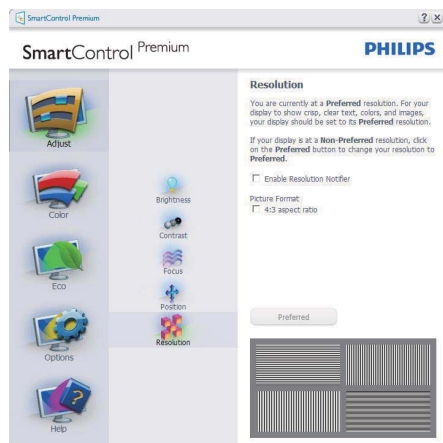 SmartControl Premium
SmartControl Premium
PHILIPS
Adjust
Color
Eco
Options
Help
Brightness
Contrast
Focus
Position
Resolution
Resolution
You are currently at a Preferred resolution. For your
display to show crisp, clear text, colors, and images,
your display should be set to its Preferred resolution.
If your display is at a Non-Preferred resolution, click
on the Preferred button to change your resolution to
Preferred.
Enable Resolution Notifier
Picture Format
4:3 aspect ratio
Preferred